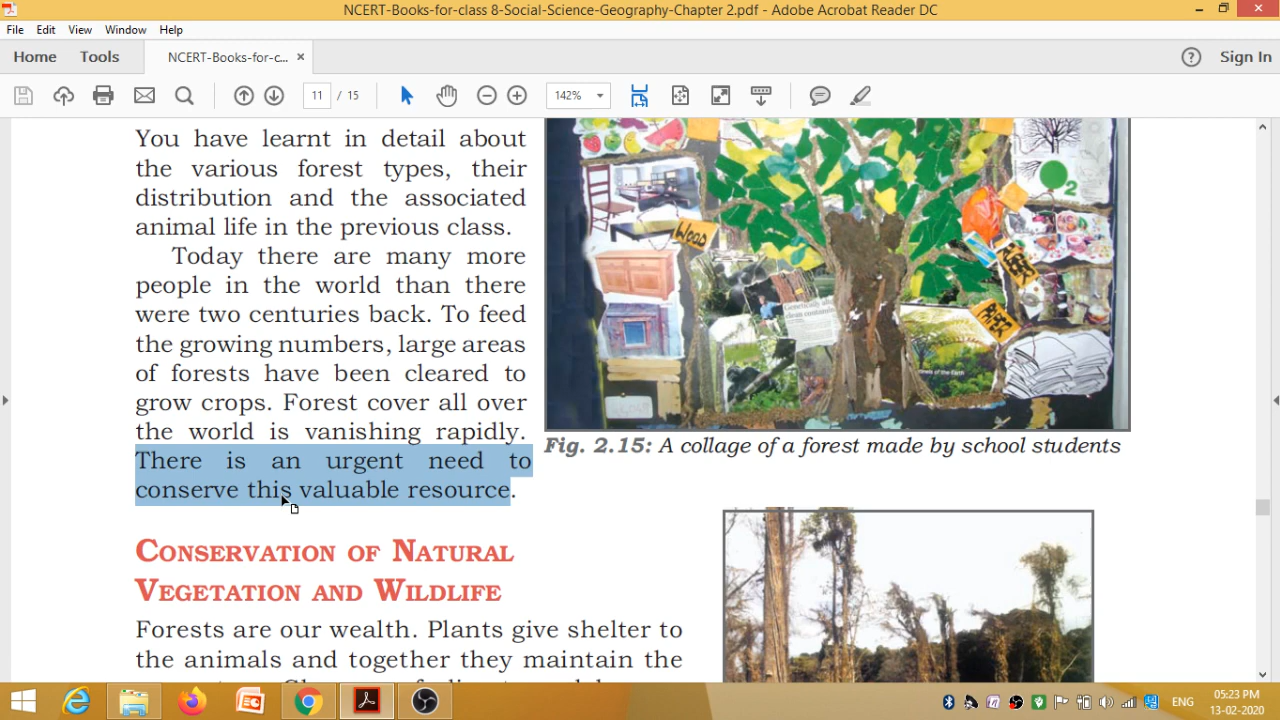 NCERT-Books-for-class 8-Social-Science-Geography-Chapter 2.pdf - Adobe Acrobat Reader DC
File Edit View Window Help
Home Tools NCERT-Books-for-c... × Sign In
11 / 15 142%
You have learnt in detail about
the various forest types, their
distribution and the associated
animal life in the previous class.
Today there are many more
people in the world than there
were two centuries back. To feed
the growing numbers, large areas
of forests have been cleared to
grow crops. Forest cover all over
the world is vanishing rapidly.
There is an urgent need to
conserve this valuable resource.
WOOD
2
Fig. 2.15: A collage of a forest made by school students
CONSERVATION OF NATURAL
VEGETATION AND WILDLIFE
Forests are our wealth. Plants give shelter to
the animals and together they maintain the
ENG
05:23 PM
13-02-2020